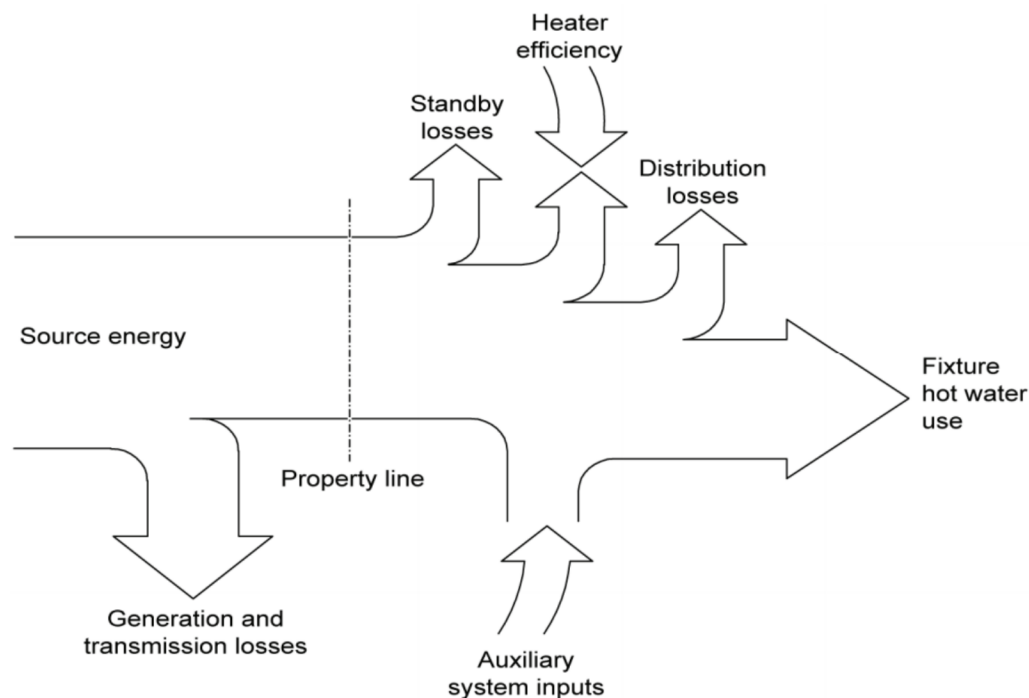 Heater
efficiency
Standby
losses
Distribution
losses
Source energy
Fixture
hot water
use
Property line
Generation and
transmission losses
Auxiliary
system inputs